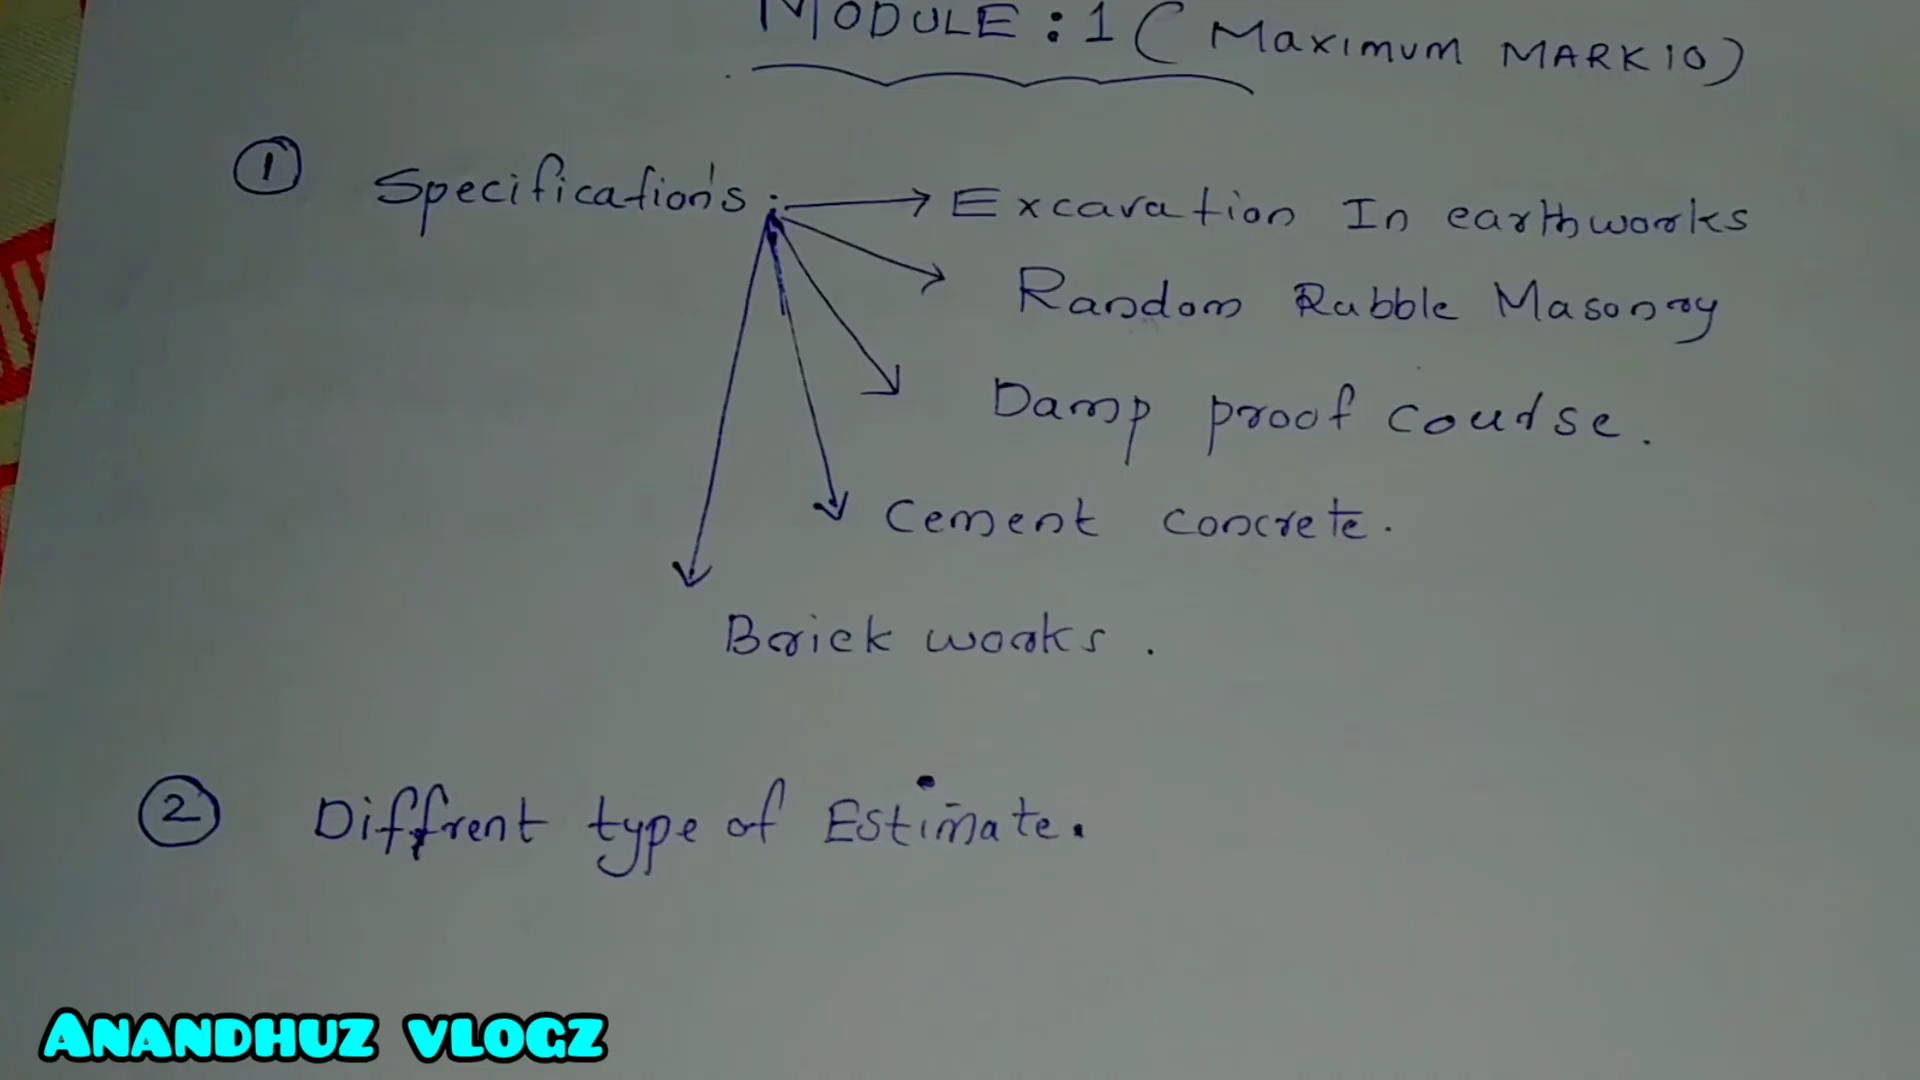 MODULE : 1 ( MAXIMUM MARK 10 )
① Specification's : → Excavation In earthworks
Random Rubble Masonry
Damp proof course .
Cement concrete .
Brick works .
② Diffrent type of Estimate .
ANANDHUZ VLOGZ